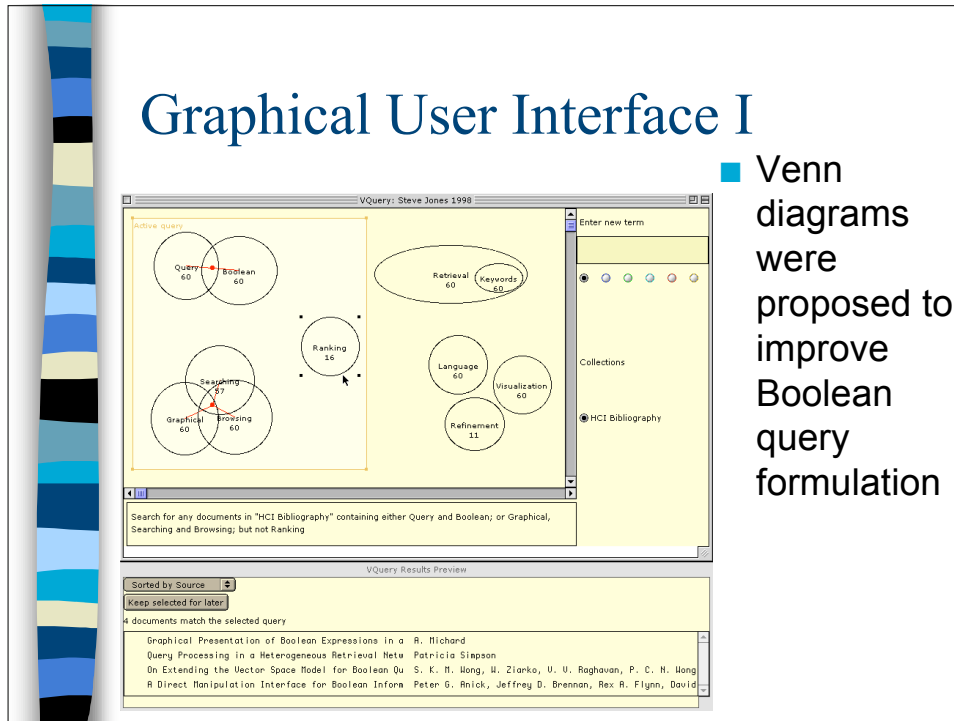 Graphical User Interface I
Venn
diagrams
were
proposed to
improve
Boolean
query
formulation
VQuery: Steve Jones 1998
Active query
Query
60
Boolean
60
Ranking
16
Searching
57
Graphical
60
Browsing
60
Retrieval
60
Keywords
60
Language
60
Visualization
60
Refinement
11
Enter new term
Collections
HCI Bibliography
Search for any documents in "HCI Bibliography" containing either Query and Boolean; or Graphical,
Searching and Browsing; but not Ranking
VQuery Results Preview
Sorted by Source
Keep selected for later
4 documents match the selected query
Graphical Presentation of Boolean Expressions in a A. Michard
Query Processing in a Heterogeneous Retrieval Netw Patricia Simpson
On Extending the Vector Space Model for Boolean Qu S. K. M. Wong, W. Ziarko, V. V. Raghavan, P. C. N. Wong
A Direct Manipulation Interface for Boolean Inform Peter G. Anick, Jeffrey D. Brennan, Rex A. Flynn, David